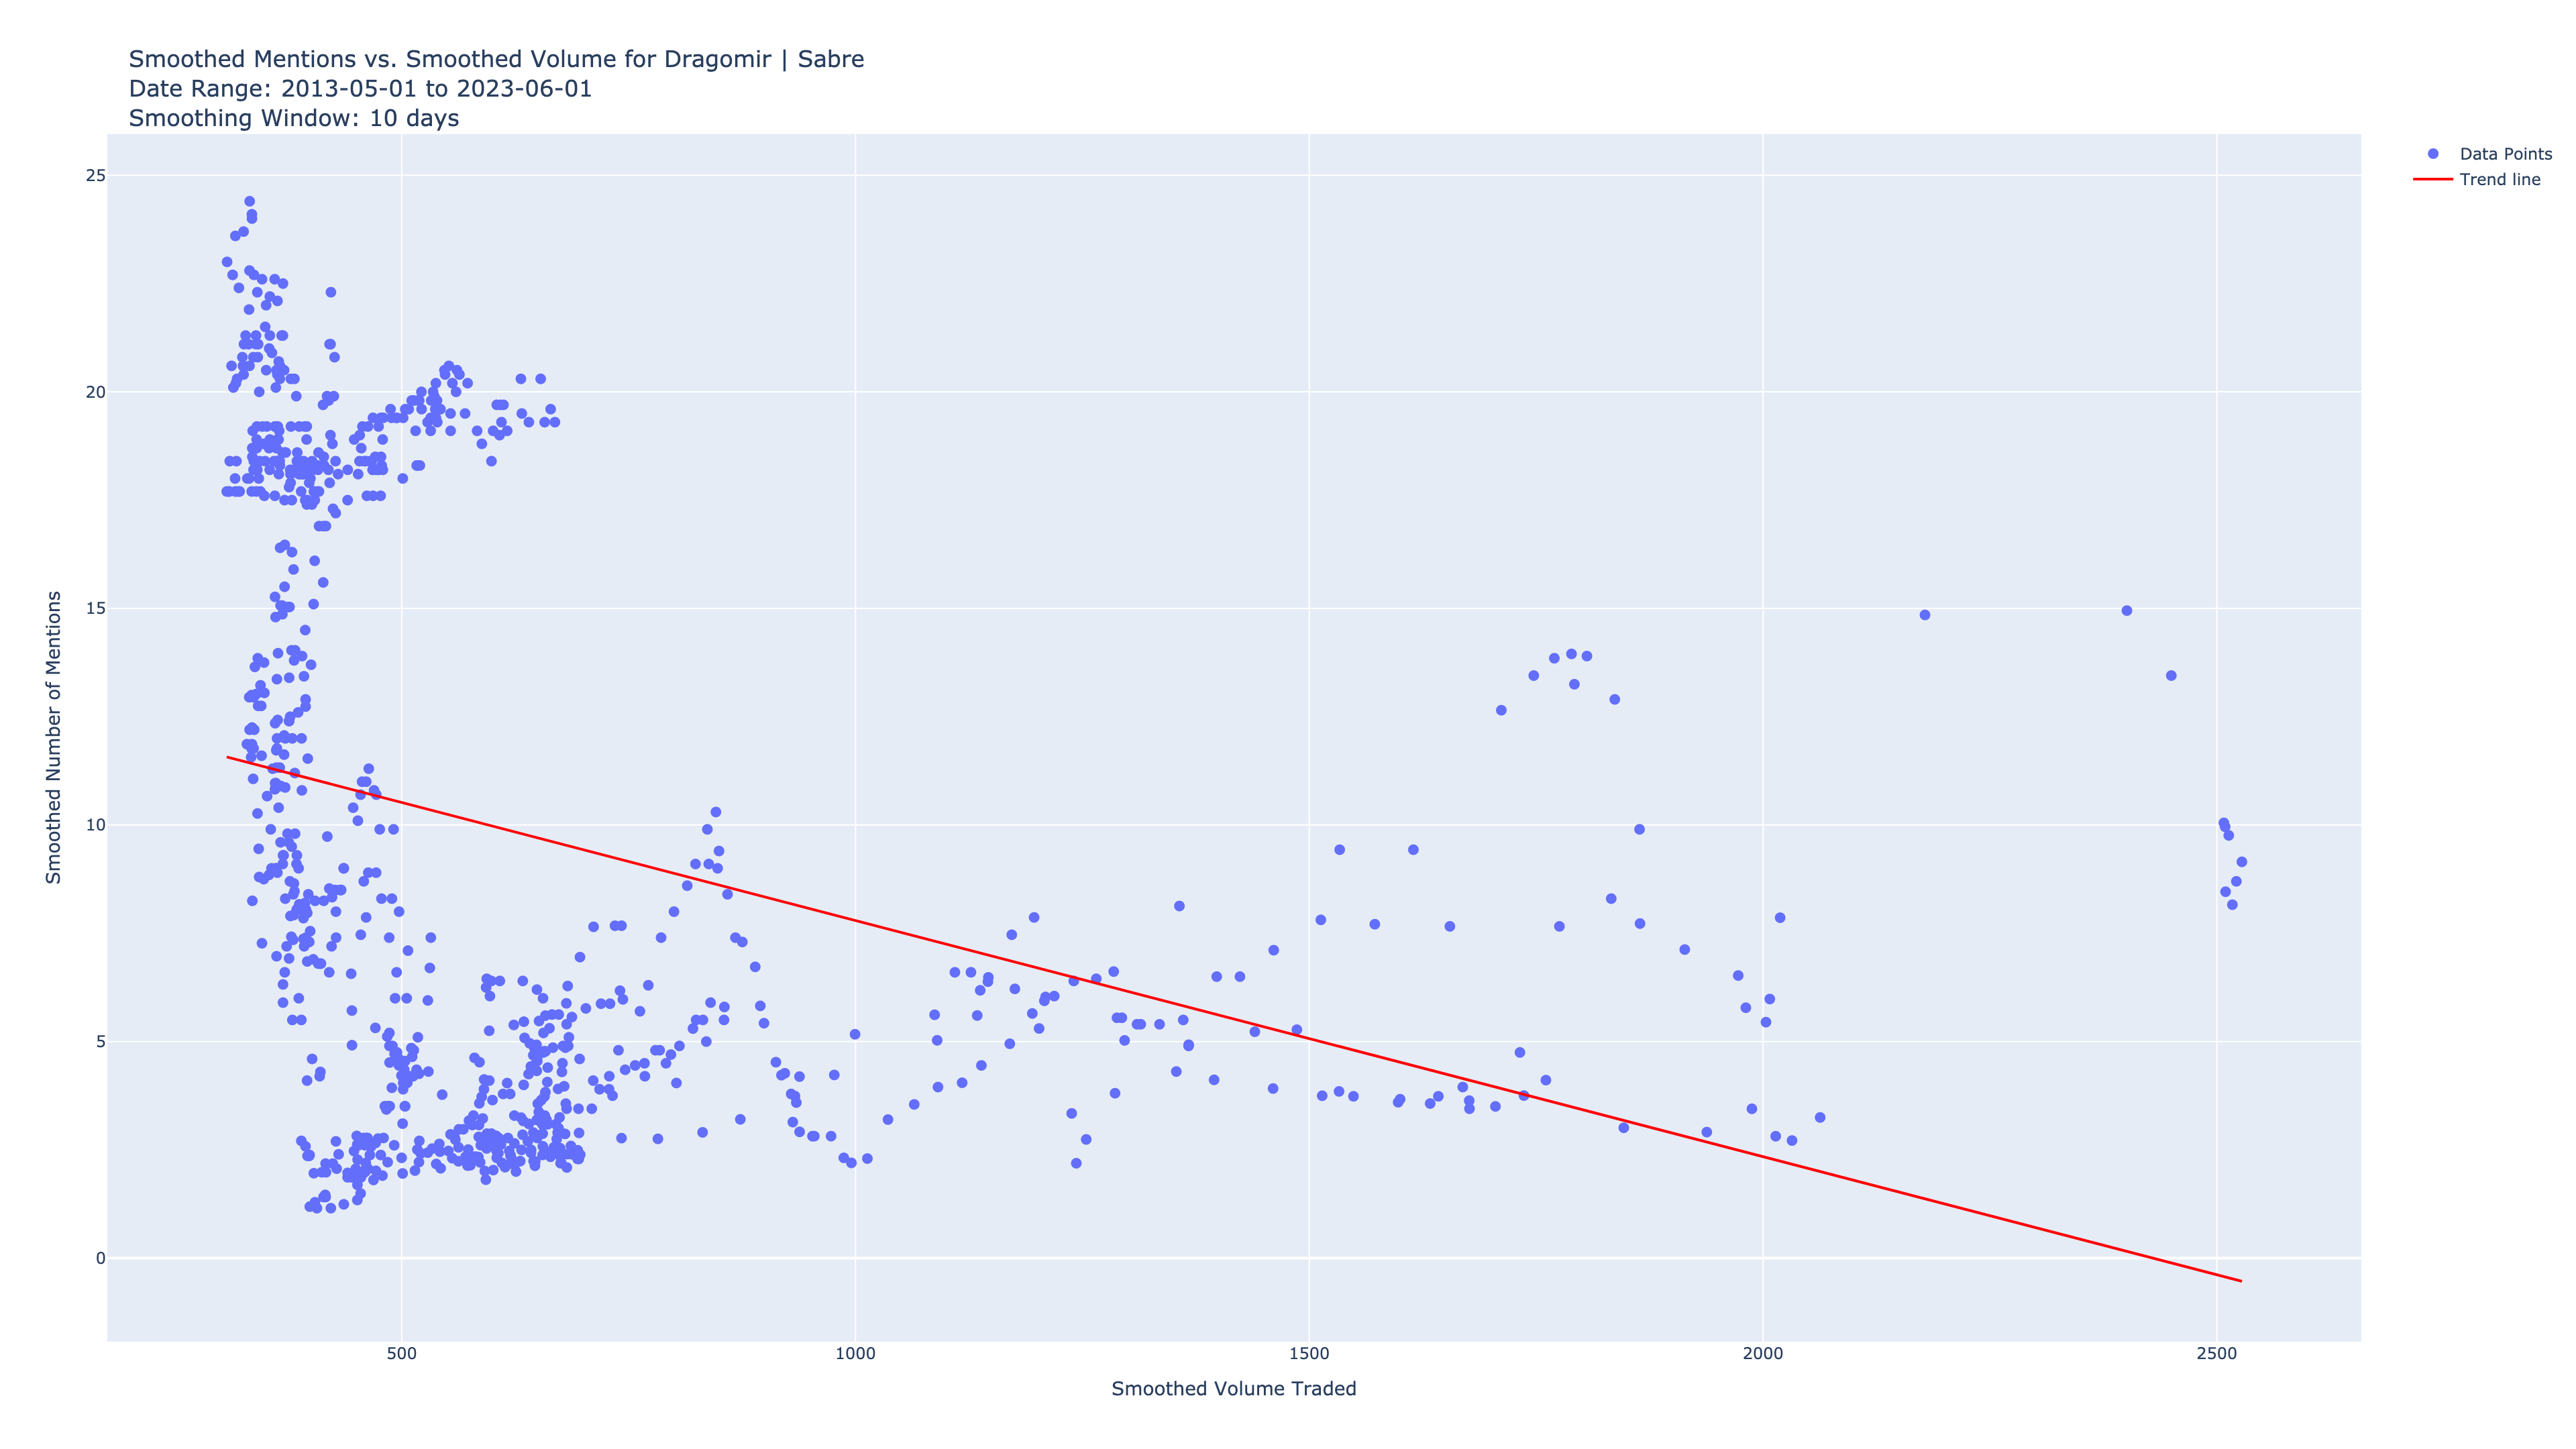 Smoothed Mentions vs. Smoothed Volume for Dragomir | Sabre
Date Range: 2013-05-01 to 2023-06-01
Smoothing Window: 10 days
Data Points
Trend line
25
20
15
10
5
0
Smoothed Number of Mentions
500
1000
1500
2000
2500
Smoothed Volume Traded